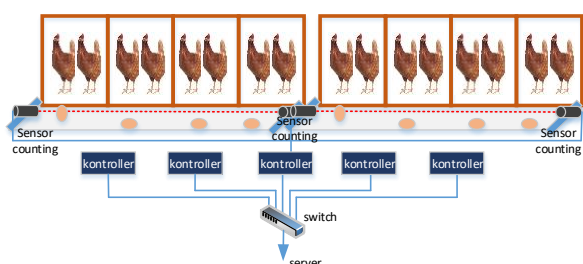 Sensor
counting
Sensor
counting
Sensor
counting
kontroller
kontroller
kontroller
kontroller
kontroller
switch
server